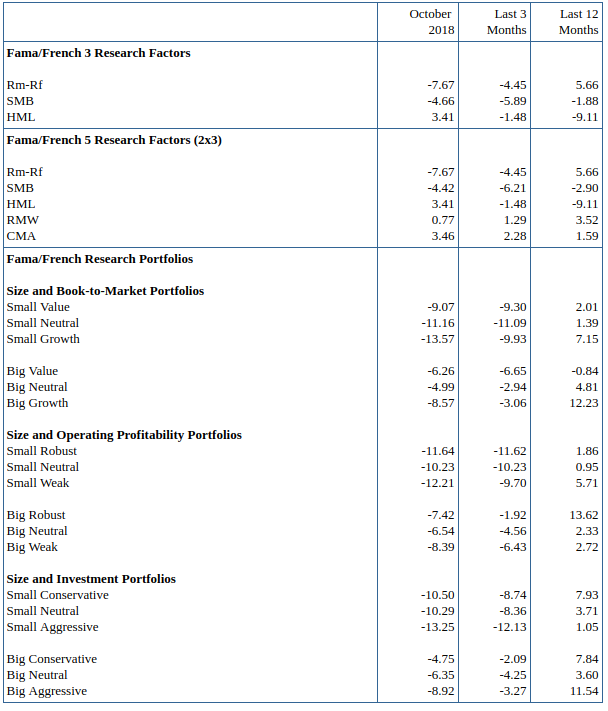 October Last 3 Last 12
2018 Months Months
Fama/French 3 Research Factors
Rm-Rf -7.67 -4.45 5.66
SMB -4.66 -5.89 -1.88
HML 3.41 -1.48 -9.11
Fama/French 5 Research Factors (2x3)
Rm-Rf -7.67 -4.45 5.66
SMB -4.42 -6.21 -2.90
HML 3.41 -1.48 -9.11
RMW 0.77 1.29 3.52
CMA 3.46 2.28 1.59
Fama/French Research Portfolios
Size and Book-to-Market Portfolios
Small Value -9.07 -9.30 2.01
Small Neutral -11.16 -11.09 1.39
Small Growth -13.57 -9.93 7.15
Big Value -6.26 -6.65 -0.84
Big Neutral -4.99 -2.94 4.81
Big Growth -8.57 -3.06 12.23
Size and Operating Profitability Portfolios
Small Robust -11.64 -11.62 1.86
Small Neutral -10.23 -10.23 0.95
Small Weak -12.21 -9.70 5.71
Big Robust -7.42 -1.92 13.62
Big Neutral -6.54 -4.56 2.33
Big Weak -8.39 -6.43 2.72
Size and Investment Portfolios
Small Conservative -10.50 -8.74 7.93
Small Neutral -10.29 -8.36 3.71
Small Aggressive -13.25 -12.13 1.05
Big Conservative -4.75 -2.09 7.84
Big Neutral -6.35 -4.25 3.60
Big Aggressive -8.92 -3.27 11.54